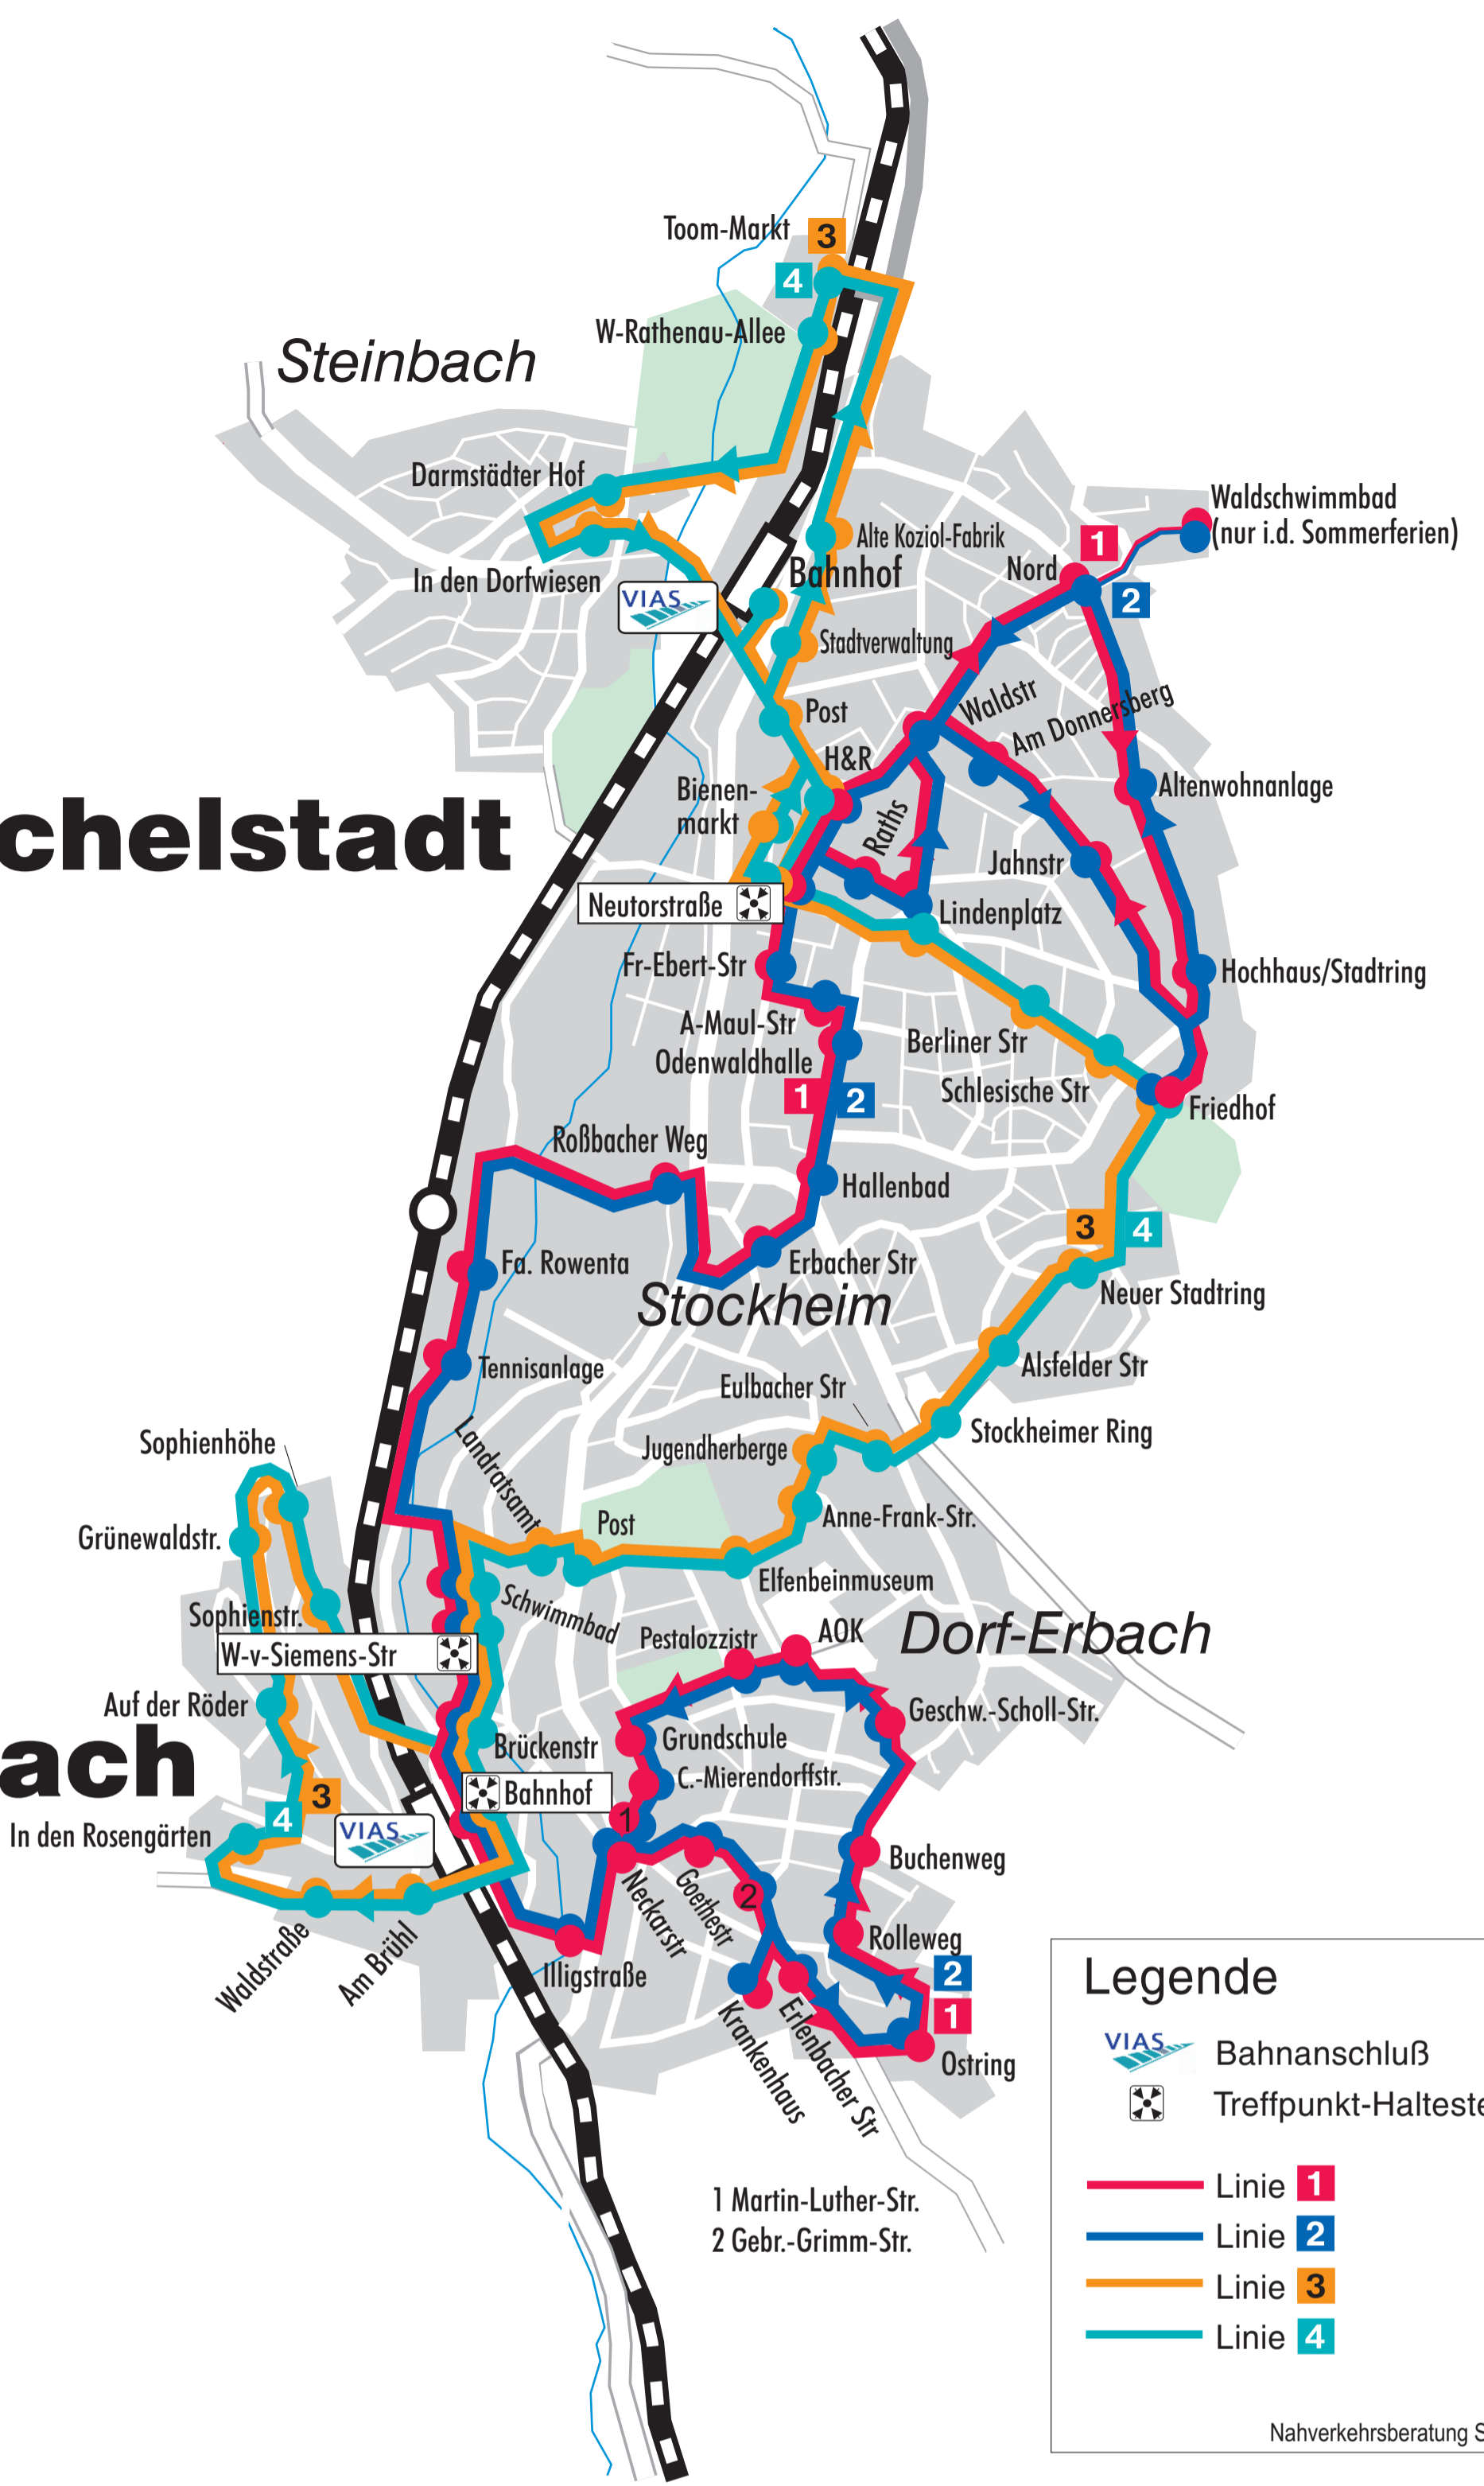 Toom-Markt 3
4
W-Rathenau-Allee
Steinbach
Darmstädter Hof
In den Dorfwiesen
VIAS
Alte Koziol-Fabrik
Bahnhof
Stadtverwaltung
Post
H&R
Bienen-
markt
Neutorstraße
Waldschwimmbad
(nur i.d. Sommerferien)
1
Nord
2
Waldstr
Am Donnersberg
Altenwohnanlage
Raths
Jahnstr
Lindenplatz
Hochhaus/Stadtring
chelstadt
Fr-Ebert-Str
A-Maul-Str
Odenwaldhalle
1 2
Berliner Str
Schlesische Str
Friedhof
Roßbacher Weg
Hallenbad
3 4
Fa. Rowenta
Erbacher Str
Stockheim
Neuer Stadtring
Tennisanlage
Alsfelder Str
Eulbacher Str
Stockheimer Ring
Jugendherberge
Landratsamt
Post
Anne-Frank-Str.
Elfenbeinmuseum
Sophienhöhe
Grünewaldstr.
Sophienstr.
Schwimmbad
W-v-Siemens-Str
Pestalozzistr
AOK
Dorf-Erbach
Auf der Röder
Geschw.-Scholl-Str.
ach
Brückenstr
Grundschule
Bahnhof
C.-Mierendorffstr.
3
4
1
In den Rosengärten
VIAS
Buchenweg
Neckarstr
Goethestr
2
Waldstraße
Am Brühl
Illigstraße
Rolleweg
2
1
Krankenhaus
Erlenbacher Str
Ostring
1 Martin-Luther-Str.
2 Gebr.-Grimm-Str.
Legende
VIAS Bahnanschluß
Treffpunkt-Halteste
Linie 1
Linie 2
Linie 3
Linie 4
Nahverkehrsberatung S